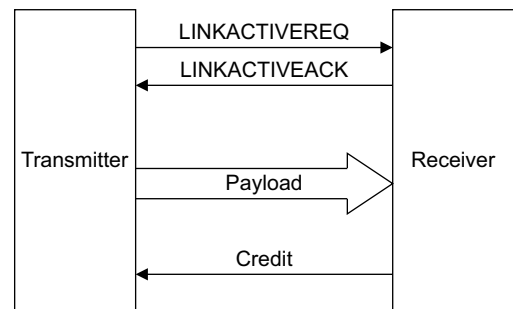 LINKACTIVEREQ
LINKACTIVEACK
Transmitter
Receiver
Payload
Credit